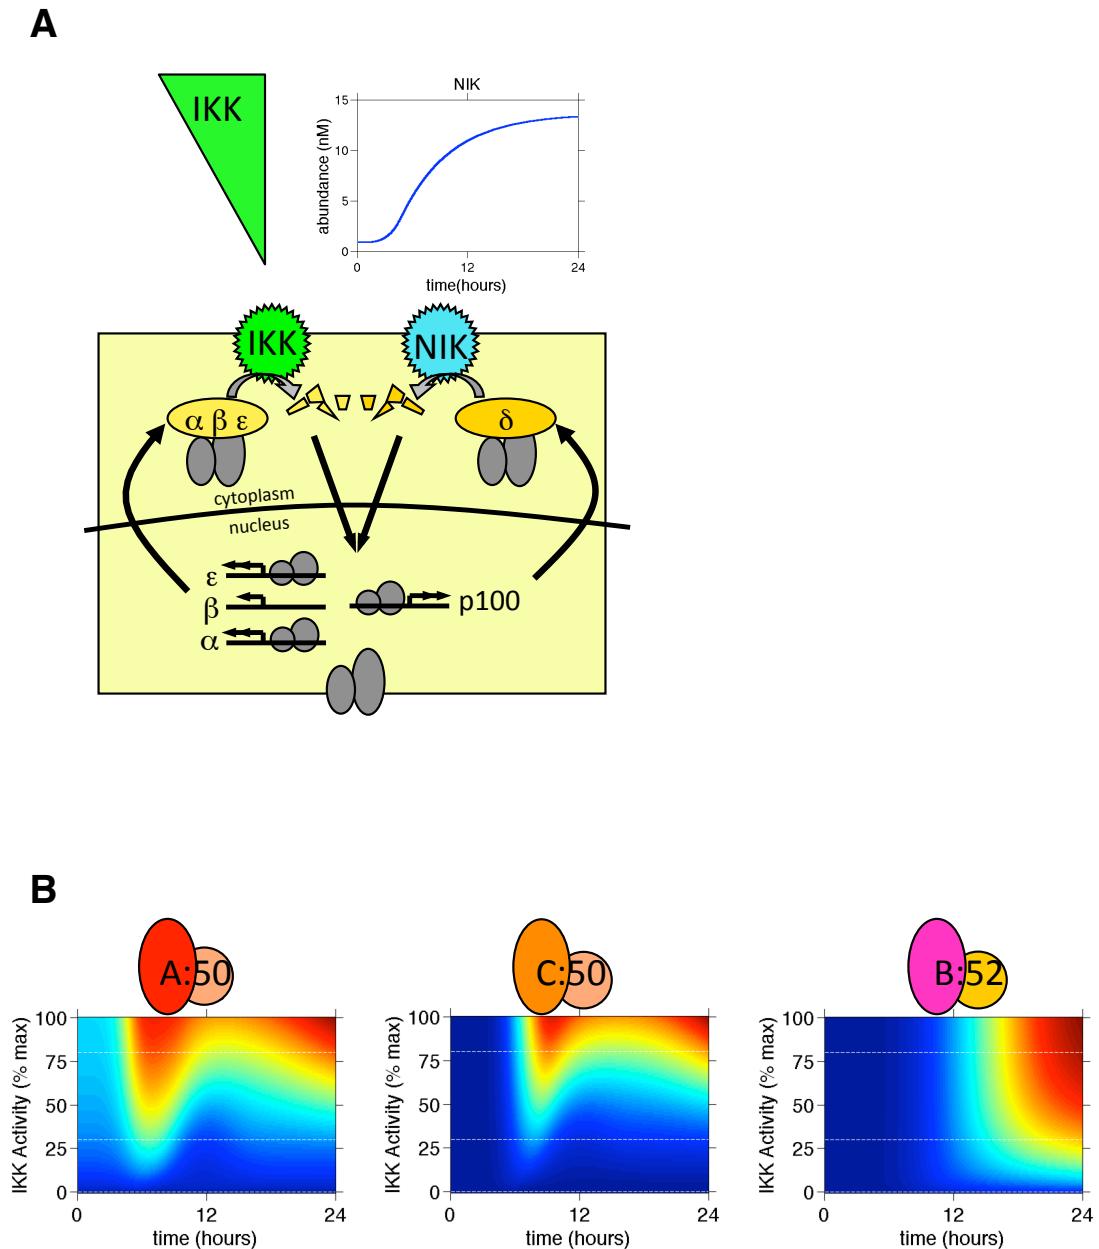 A
IKK
NIK
abundance (nM)
15
10
5
0
0 12 24
time(hours)
IKK NIK
α β ε δ
cytoplasm
nucleus
ε
β p100
α
B
A:50 C:50 B:52
IKK Activity (% max)
100
75
50
25
0
0 12 24
time (hours)
IKK Activity (% max)
100
75
50
25
0
0 12 24
time (hours)
IKK Activity (% max)
100
75
50
25
0
0 12 24
time (hours)